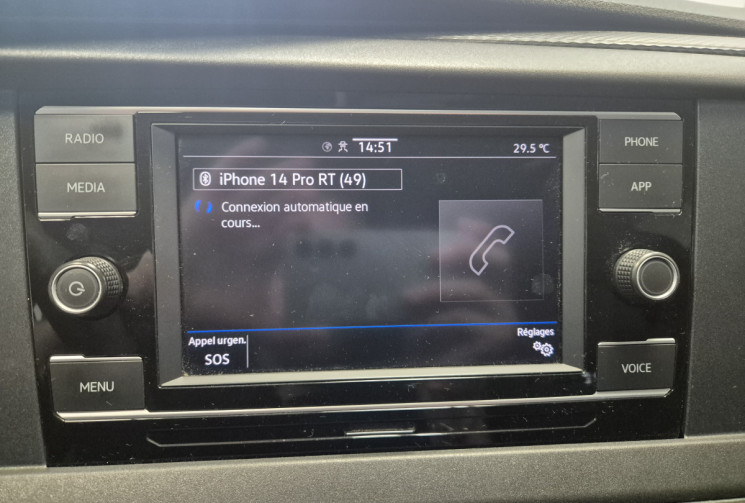 RADIO
MEDIA
MENU
14:51
29.5 °C
iPhone 14 Pro RT (49)
Connexion automatique en
cours...
Appel urgen.
SOS
Réglages
PHONE
APP
VOICE